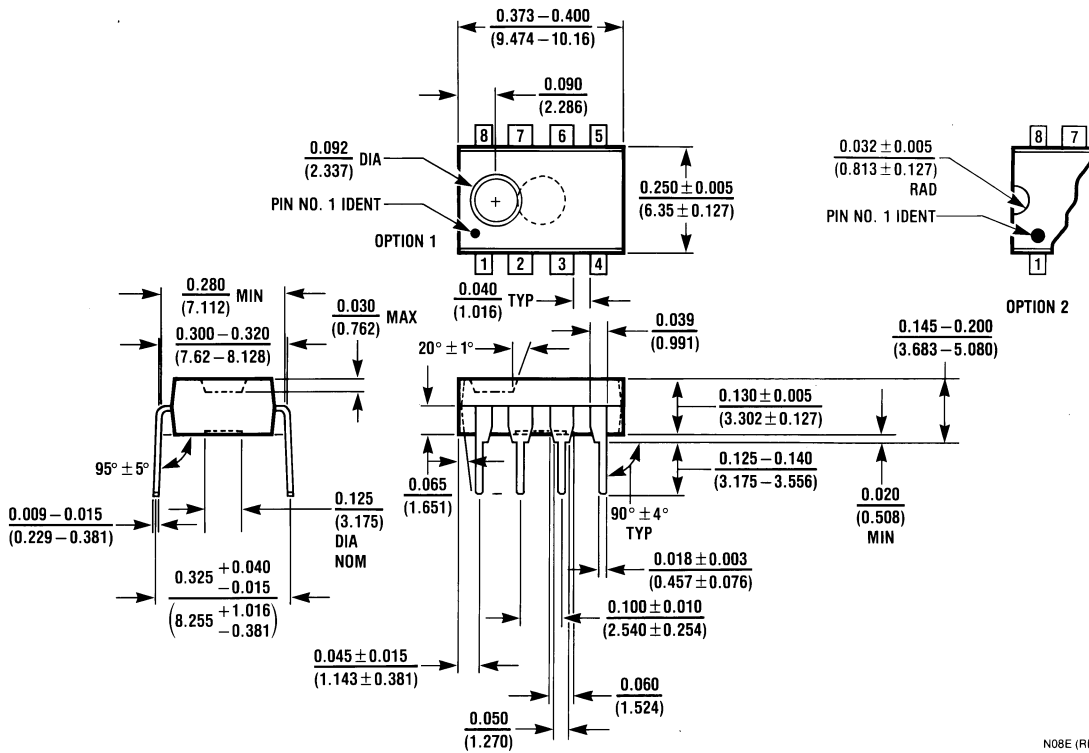 0.373 – 0.400
(9.474 – 10.16)
0.090
(2.286)
8 7 6 5
0.092 DIA
(2.337)
PIN NO. 1 IDENT
OPTION 1
1 2 3 4
0.250 ± 0.005
(6.35 ± 0.127)
0.032 ± 0.005
(0.813 ± 0.127)
RAD
PIN NO. 1 IDENT
8 7
1
OPTION 2
0.280 MIN
(7.112)
0.300 – 0.320
(7.62 – 8.128)
0.030 MAX
(0.762)
0.040 TYP
(1.016)
0.039
(0.991)
20° ± 1°
0.145 – 0.200
(3.683 – 5.080)
0.130 ± 0.005
(3.302 ± 0.127)
0.125 – 0.140
(3.175 – 3.556)
0.020
(0.508)
MIN
95° ± 5°
0.065
(1.651)
90° ± 4°
TYP
0.009 – 0.015
(0.229 – 0.381)
0.125
(3.175)
DIA
NOM
0.018 ± 0.003
(0.457 ± 0.076)
0.325 +0.040
–0.015
(8.255 +1.016
–0.381)
0.100 ± 0.010
(2.540 ± 0.254)
0.045 ± 0.015
(1.143 ± 0.381)
0.060
(1.524)
0.050
(1.270)